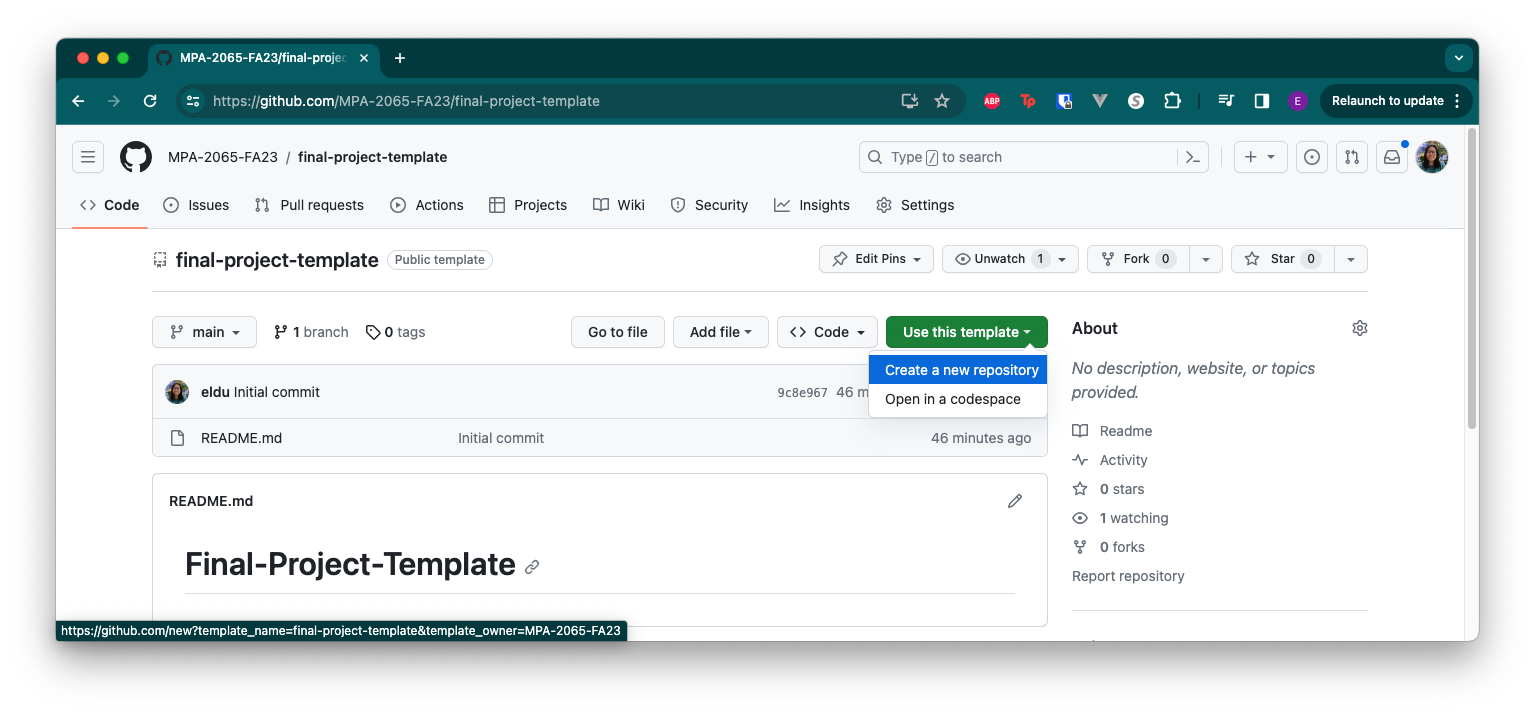 MPA-2065-FA23/final-projec
https://github.com/MPA-2065-FA23/final-project-template
ABP
Tp
S
E
Relaunch to update
MPA-2065-FA23 / final-project-template
Type / to search
Code
Issues
Pull requests
Actions
Projects
Wiki
Security
Insights
Settings
final-project-template
Public template
Edit Pins
Unwatch 1
Fork 0
Star 0
main
1 branch
0 tags
Go to file
Add file
Code
Use this template
Create a new repository
Open in a codespace
eldu Initial commit
9c8e967 46 m
README.md
Initial commit
46 minutes ago
README.md
Final-Project-Template
About
No description, website, or topics
provided.
Readme
Activity
0 stars
1 watching
0 forks
Report repository
https://github.com/new?template_name=final-project-template&template_owner=MPA-2065-FA23